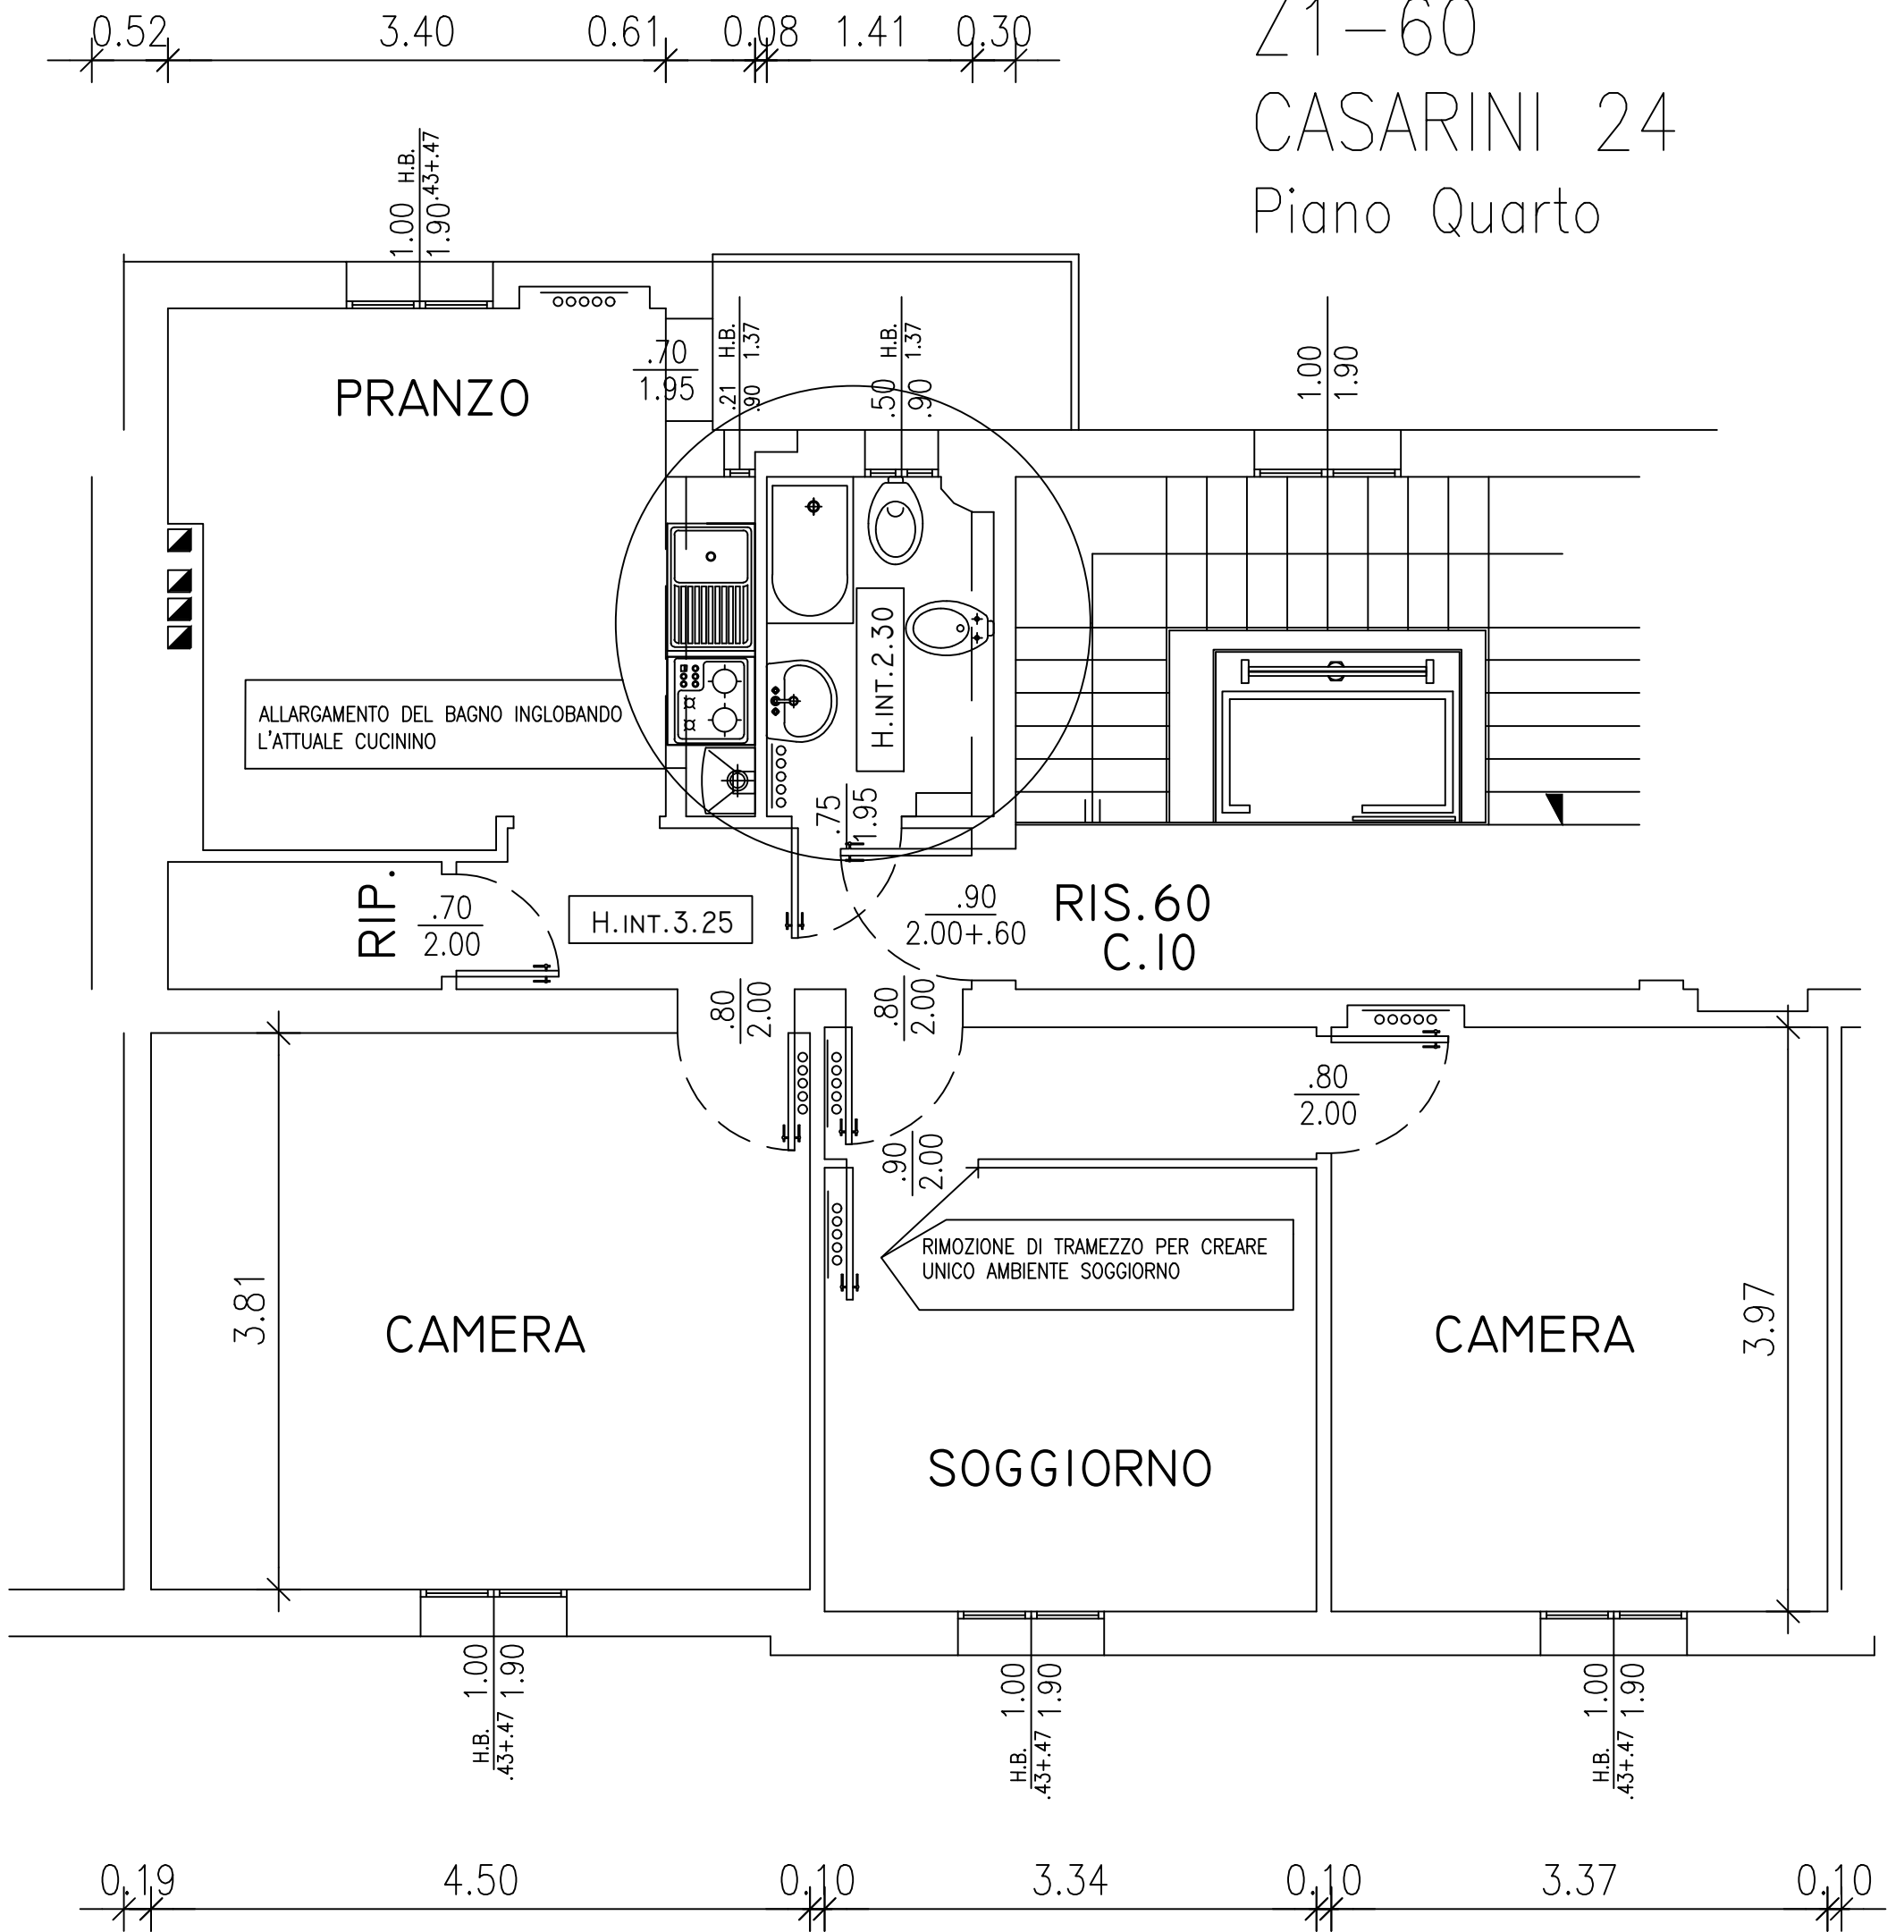 0.52 3.40 0.61 0.08 1.41 0.30
Z1-60
CASARINI 24
Piano Quarto
1.00 H.B.
1.90 .43+.47
.70
1.95
.21 H.B.
.90 1.37
.50 H.B.
.90 1.37
1.00
1.90
PRANZO
H.INT.2.30
ALLARGAMENTO DEL BAGNO INGLOBANDO
L'ATTUALE CUCININO
.75
1.95
RIP.
.70
2.00
H.INT.3.25
.90
2.00+.60
RIS.60
C.10
.80
2.00
.80
2.00
.80
2.00
.90
2.00
RIMOZIONE DI TRAMEZZO PER CREARE
UNICO AMBIENTE SOGGIORNO
3.81
CAMERA
SOGGIORNO
CAMERA
3.97
H.B. 1.00
.43+.47 1.90
H.B. 1.00
.43+.47 1.90
H.B. 1.00
.43+.47 1.90
0.19 4.50 0.10 3.34 0.10 3.37 0.10